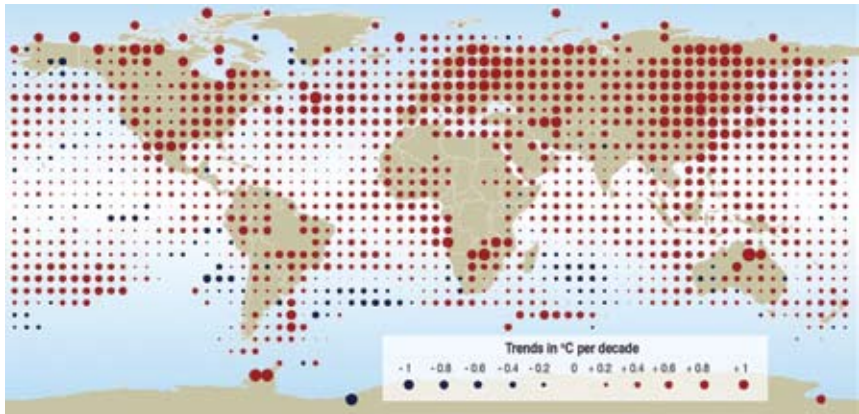 Trends in °C per decade
- 1 - 0.8 - 0.6 - 0.4 - 0.2 0 + 0.2 + 0.4 + 0.6 + 0.8 + 1